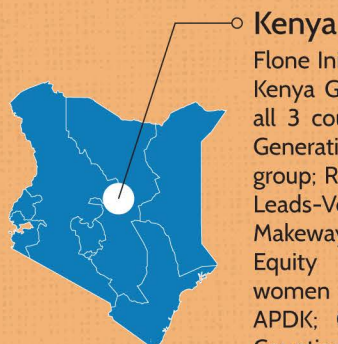 Kenya
Flone In
Kenya G
all 3 cou
Generati
group; R
Leads-Vo
Makeway
Equity
women
APDK;